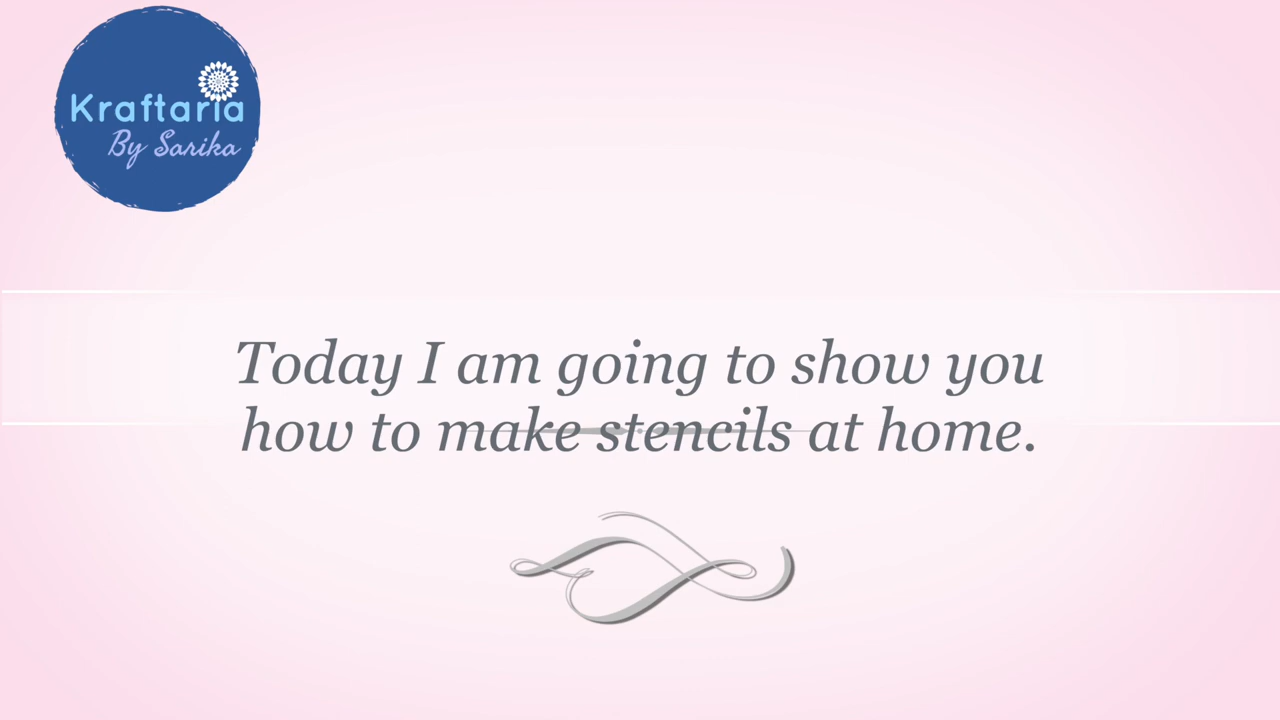 Kraftaria
By Sarika
Today I am going to show you
how to make stencils at home.